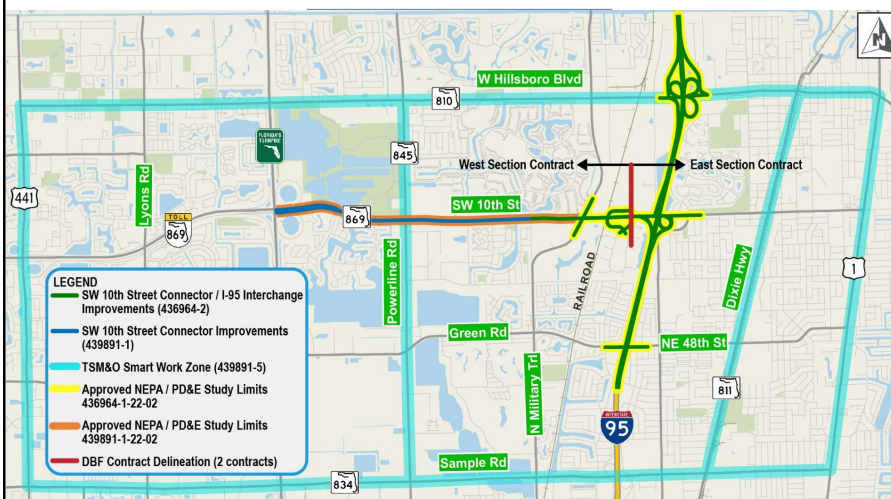 W Hillsboro Blvd
810
FLORIDA'S
TURNPIKE
845
West Section Contract
East Section Contract
441
Lyons Rd
SW 10th St
TOLL
869
869
Powerline Rd
RAILROAD
Dixie Hwy
1
LEGEND
SW 10th Street Connector / I-95 Interchange
Improvements (436964-2)
SW 10th Street Connector Improvements
(439891-1)
TSM&O Smart Work Zone (439891-5)
Approved NEPA / PD&E Study Limits
436964-1-22-02
Approved NEPA / PD&E Study Limits
439891-1-22-02
DBF Contract Delineation (2 contracts)
Green Rd
NE 48th St
N Military Trl
811
INTERSTATE
95
Sample Rd
834
N